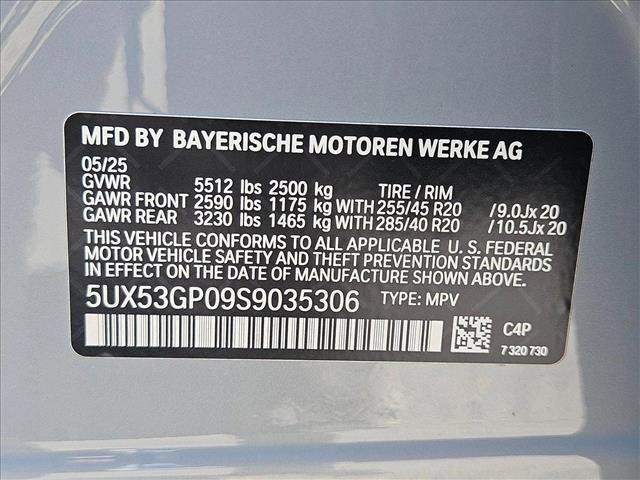 MFD BY BAYERISCHE MOTOREN WERKE AG
05/25
GVWR 5512 lbs 2500 kg TIRE / RIM
GAWR FRONT 2590 lbs 1175 kg WITH 255/45 R20 /9.0Jx20
GAWR REAR 3230 lbs 1465 kg WITH 285/40 R20 /10.5Jx20
THIS VEHICLE CONFORMS TO ALL APPLICABLE U. S. FEDERAL
MOTOR VEHICLE SAFETY AND THEFT PREVENTION STANDARDS
IN EFFECT ON THE DATE OF MANUFACTURE SHOWN ABOVE.
5UX53GP09S9035306 TYPE: MPV
C4P
7 320 730